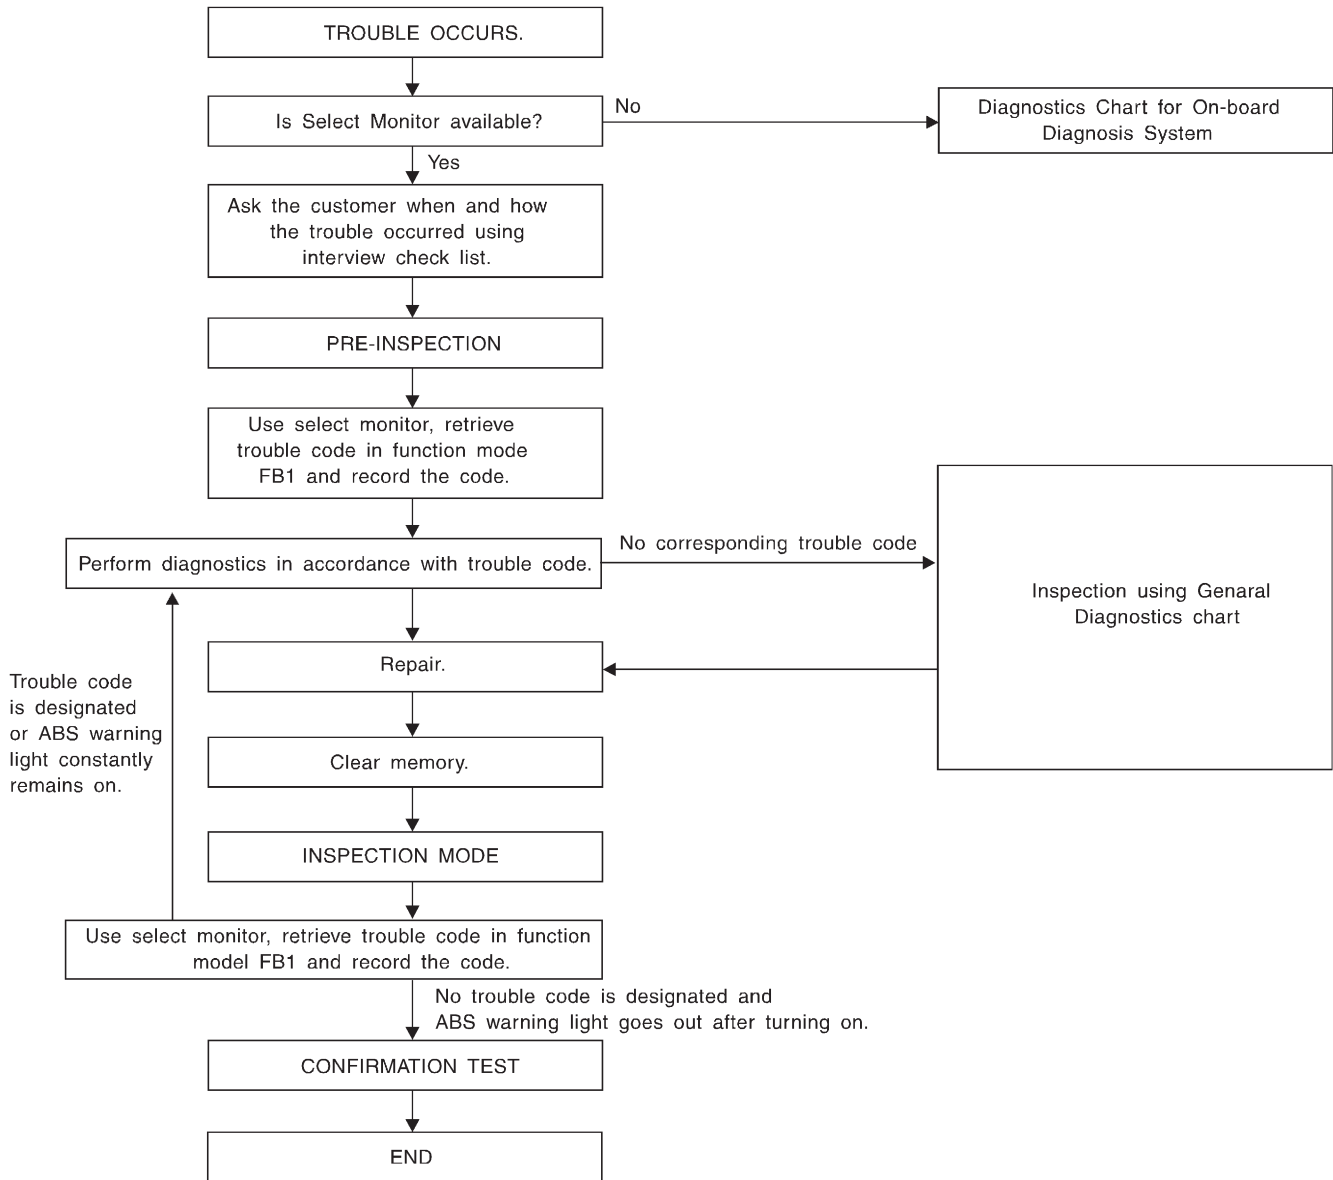 TROUBLE OCCURS.
Is Select Monitor available?
No
Diagnostics Chart for On-board
Diagnosis System
Yes
Ask the customer when and how
the trouble occurred using
interview check list.
PRE-INSPECTION
Use select monitor, retrieve
trouble code in function mode
FB1 and record the code.
Perform diagnostics in accordance with trouble code.
No corresponding trouble code
Inspection using Genaral
Diagnostics chart
Repair.
Trouble code
is designated
or ABS warning
light constantly
remains on.
Clear memory.
INSPECTION MODE
Use select monitor, retrieve trouble code in function
model FB1 and record the code.
No trouble code is designated and
ABS warning light goes out after turning on.
CONFIRMATION TEST
END